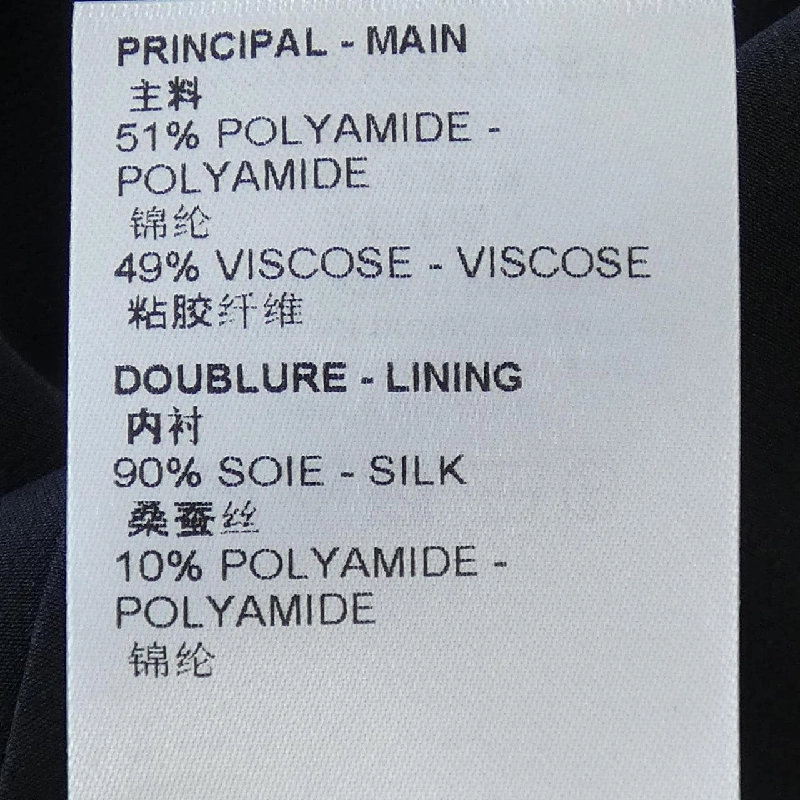 PRINCIPAL - MAIN
主料
51% POLYAMIDE -
POLYAMIDE
锦纶
49% VISCOSE - VISCOSE
粘胶纤维
DOUBLURE - LINING
内衬
90% SOIE - SILK
桑蚕丝
10% POLYAMIDE -
POLYAMIDE
锦纶